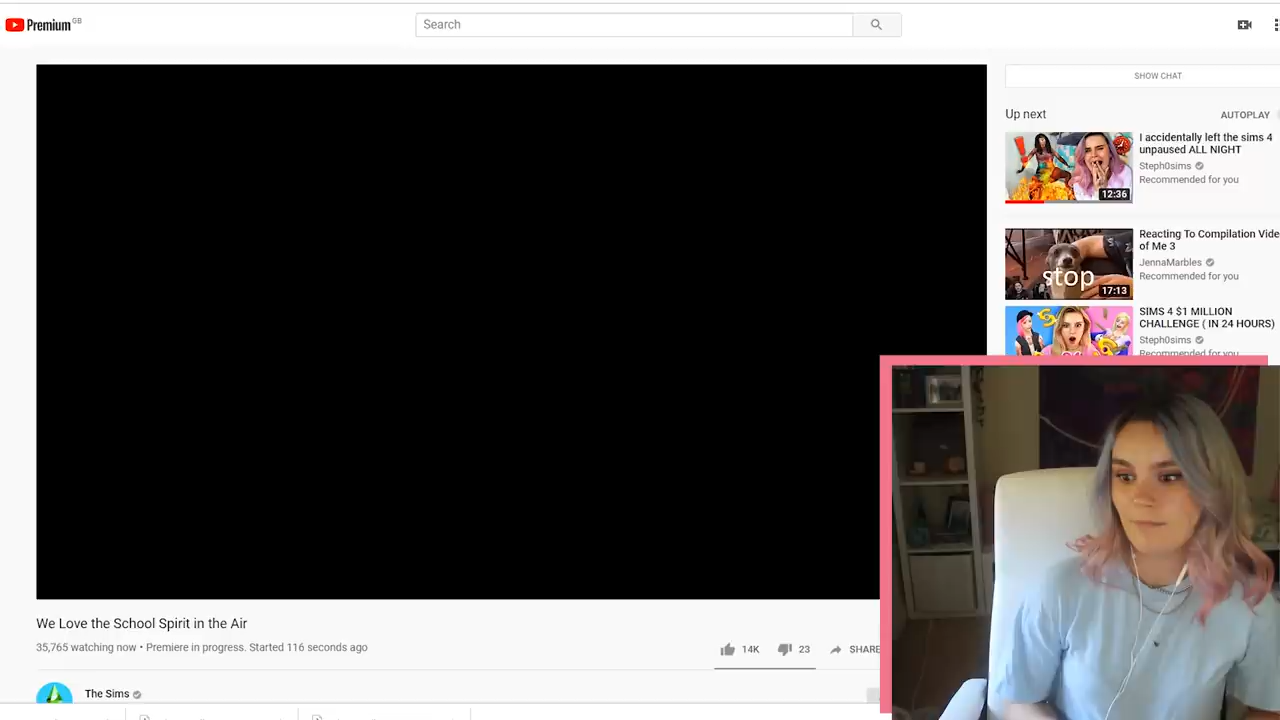 Premium GB
Search
SHOW CHAT
Up next
AUTOPLAY
I accidentally left the sims 4
unpaused ALL NIGHT
Steph0sims
Recommended for you
12:36
Reacting To Compilation Vide
of Me 3
JennaMarbles
Recommended for you
stop
17:13
SIMS 4 $1 MILLION
CHALLENGE ( IN 24 HOURS)
Steph0sims
Recommended for you
We Love the School Spirit in the Air
35,765 watching now • Premiere in progress. Started 116 seconds ago
14K
23
SHARE
The Sims